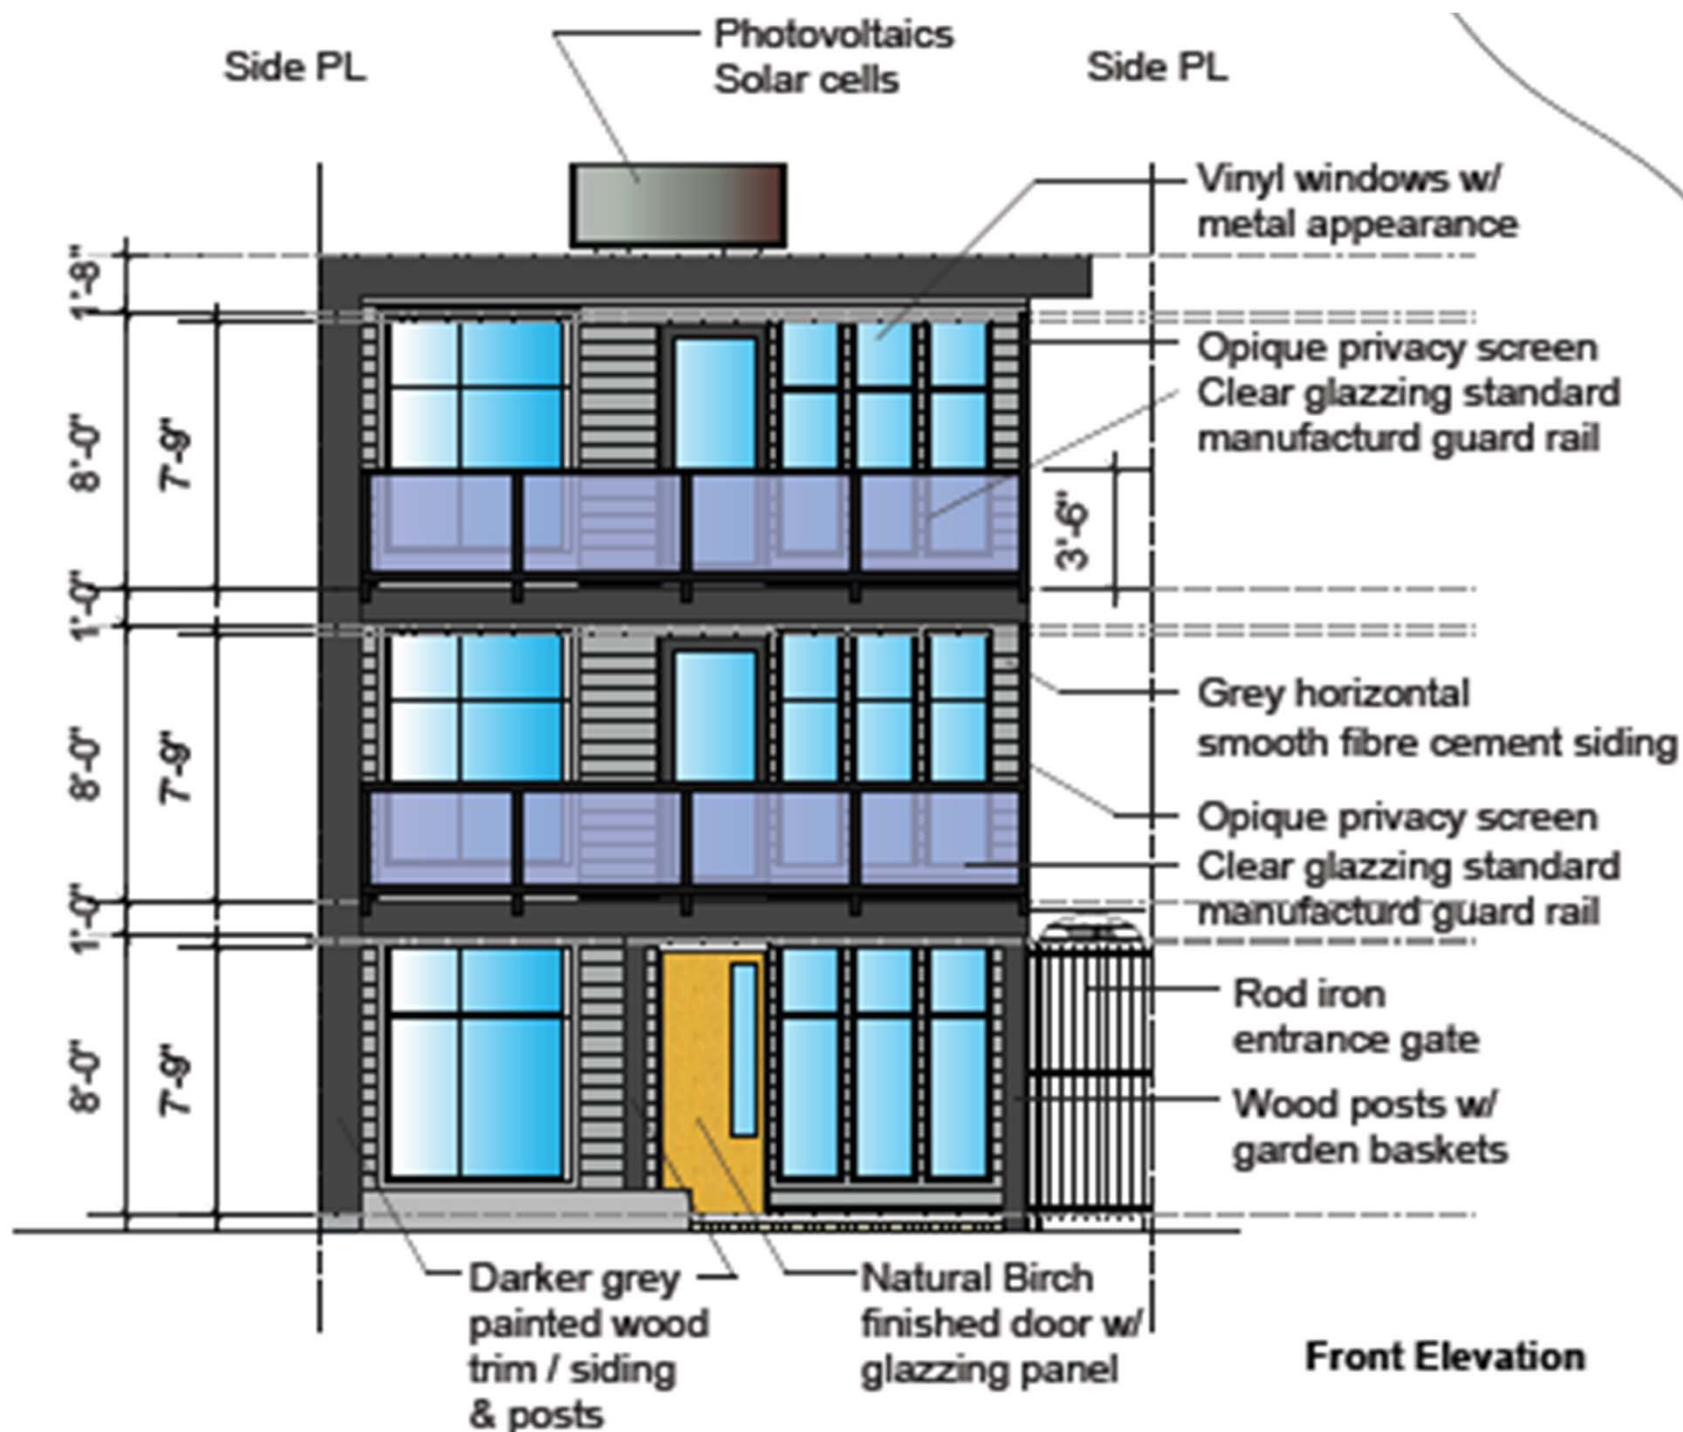 Photovoltaics
Solar cells
Side PL
Side PL
Vinyl windows w/
metal appearance
1'-8"
Opique privacy screen
Clear glazzing standard
manufacturd guard rail
8'-0"
7'-9"
3'-6"
1'-0"
Grey horizontal
smooth fibre cement siding
8'-0"
7'-9"
Opique privacy screen
Clear glazzing standard
manufacturd guard rail
1'-0"
Rod iron
entrance gate
8'-0"
7'-9"
Wood posts w/
garden baskets
Darker grey
painted wood
trim / siding
& posts
Natural Birch
finished door w/
glazzing panel
Front Elevation